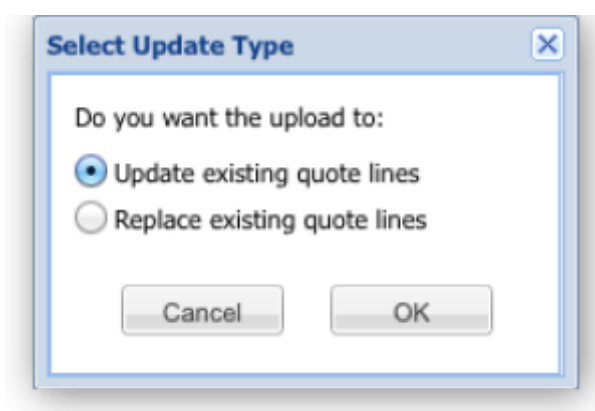 Select Update Type
Do you want the upload to:
Update existing quote lines
Replace existing quote lines
Cancel OK